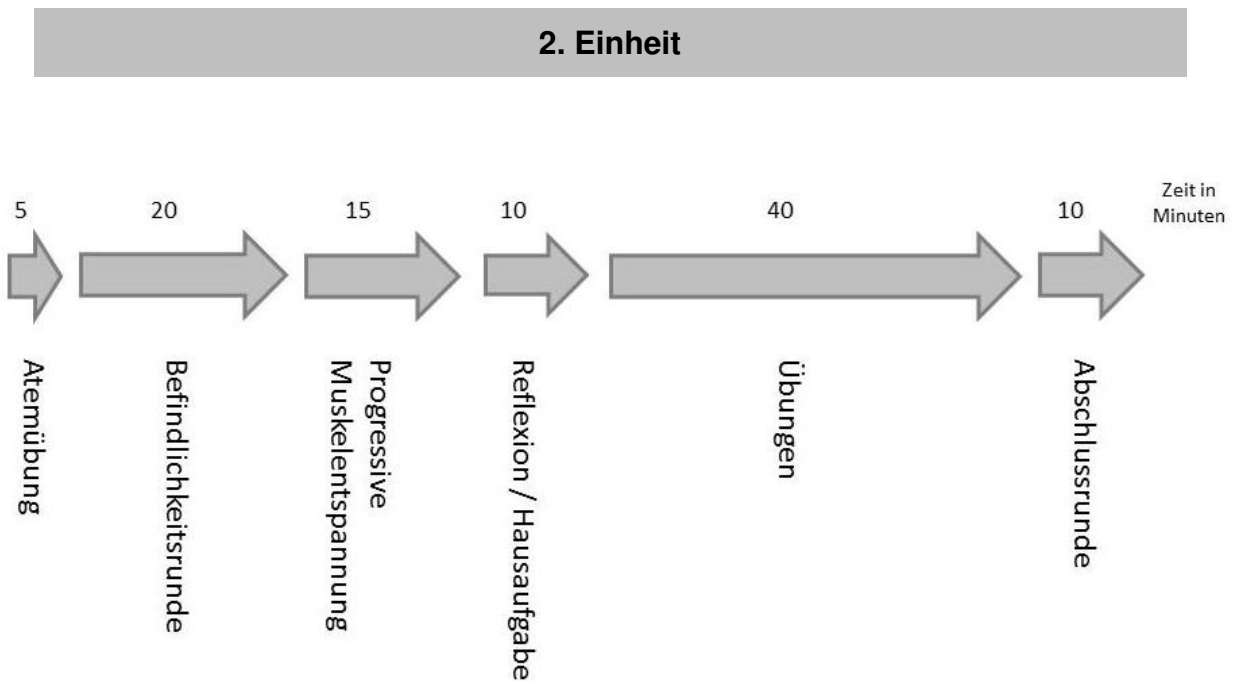 2. Einheit
5
20
15
10
40
10
Zeit in
Minuten
Atemübung
Befindlichkeitsrunde
Progressive
Muskelentspannung
Reflexion / Hausaufgabe
Übungen
Abschlussrunde